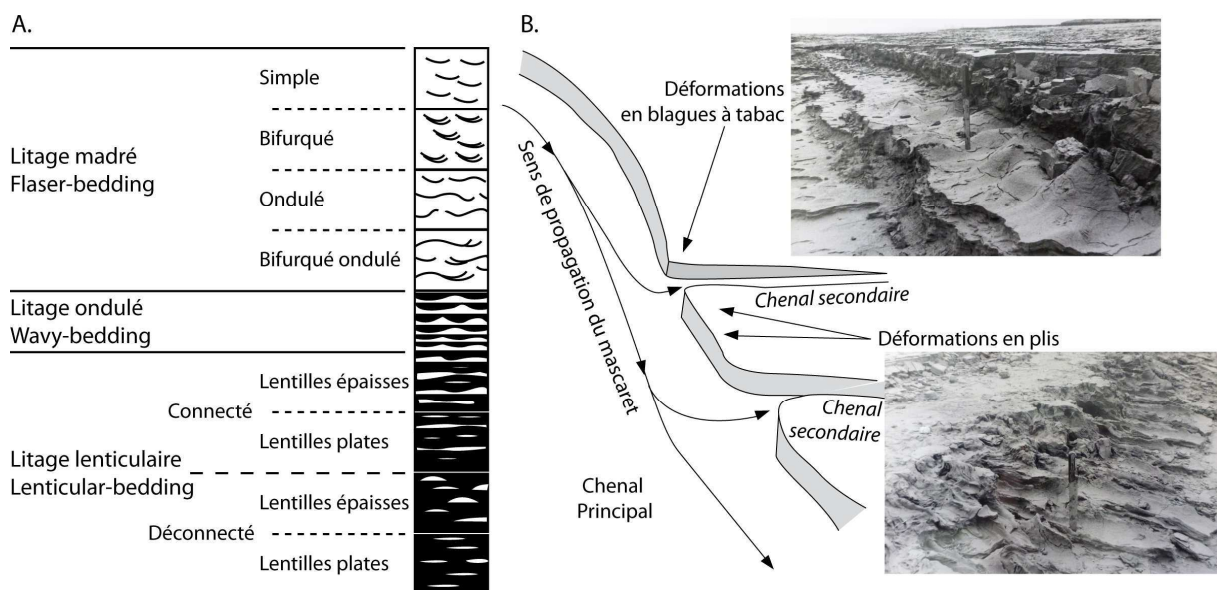 A.
Litage madré
Flaser-bedding
Simple
Bifurqué
Ondulé
Bifurqué ondulé
Litage ondulé
Wavy-bedding
Litage lenticulaire
Lenticular-bedding
Connecté
Lentilles épaisses
Lentilles plates
Déconnecté
Lentilles épaisses
Lentilles plates
B.
Déformations
en blagues à tabac
Sens de propagation du mascaret
Chenal secondaire
Déformations en plis
Chenal
secondaire
Chenal
Principal